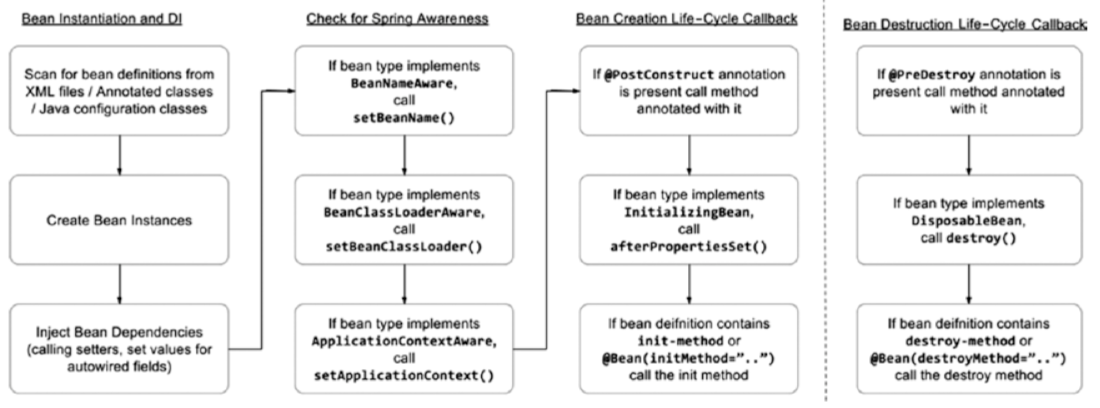 Bean Instantiation and DI
Scan for bean definitions from
XML files / Annotated classes
/ Java configuration classes
Create Bean Instances
Inject Bean Dependencies
(calling setters, set values for
autowired fields)
Check for Spring Awareness
If bean type implements
BeanNameAware,
call
setBeanName()
If bean type implements
BeanClassLoaderAware,
call
setBeanClassLoader()
If bean type implements
ApplicationContextAware,
call
setApplicationContext()
Bean Creation Life-Cycle Callback
If @PostConstruct annotation
is present call method
annotated with it
If bean type implements
InitializingBean,
call
afterPropertiesSet()
If bean deifnition contains
init-method or
@Bean(initMethod=”..”)
call the init method
Bean Destruction Life-Cycle Callback
If @PreDestroy annotation is
present call method annotated
with it
If bean type implements
DisposableBean,
call destroy()
If bean deifnition contains
destroy-method or
@Bean(destroyMethod=”..”)
call the destroy method